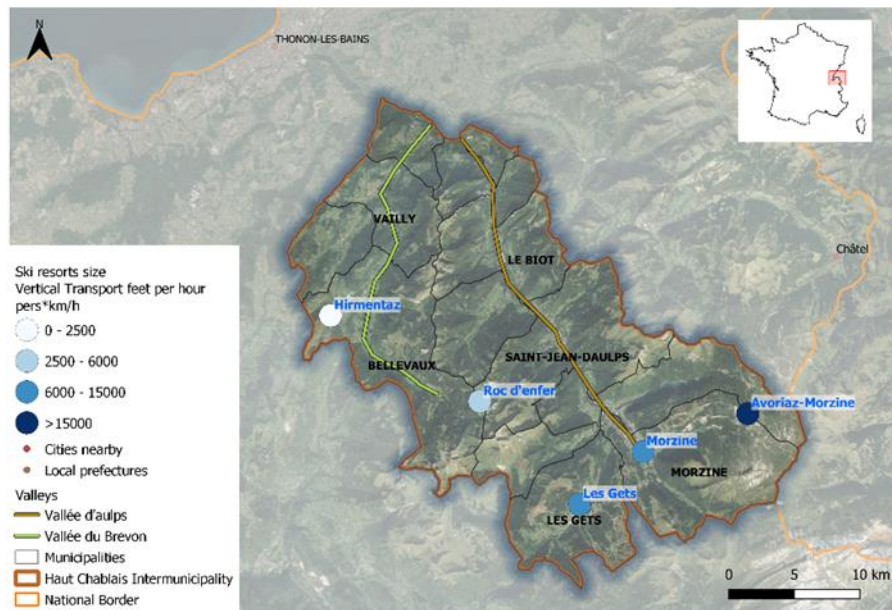 N
THONON-LES-BAINS
VAILLY
LE BIOT
Châtel
Hirmentaz
BELLEVAUX
SAINT-JEAN-DAULPS
Roc d'enfer
Avoriaz-Morzine
Morzine
MORZINE
Les Gets
LES GETS
Ski resorts size
Vertical Transport feet per hour
pers*km/h
0 - 2500
2500 - 6000
6000 - 15000
>15000
Cities nearby
Local prefectures
Valleys
Vallée d'aulps
Vallée du Brevon
Municipalities
Haut Chablais Intermunicipality
National Border
0 5 10 km